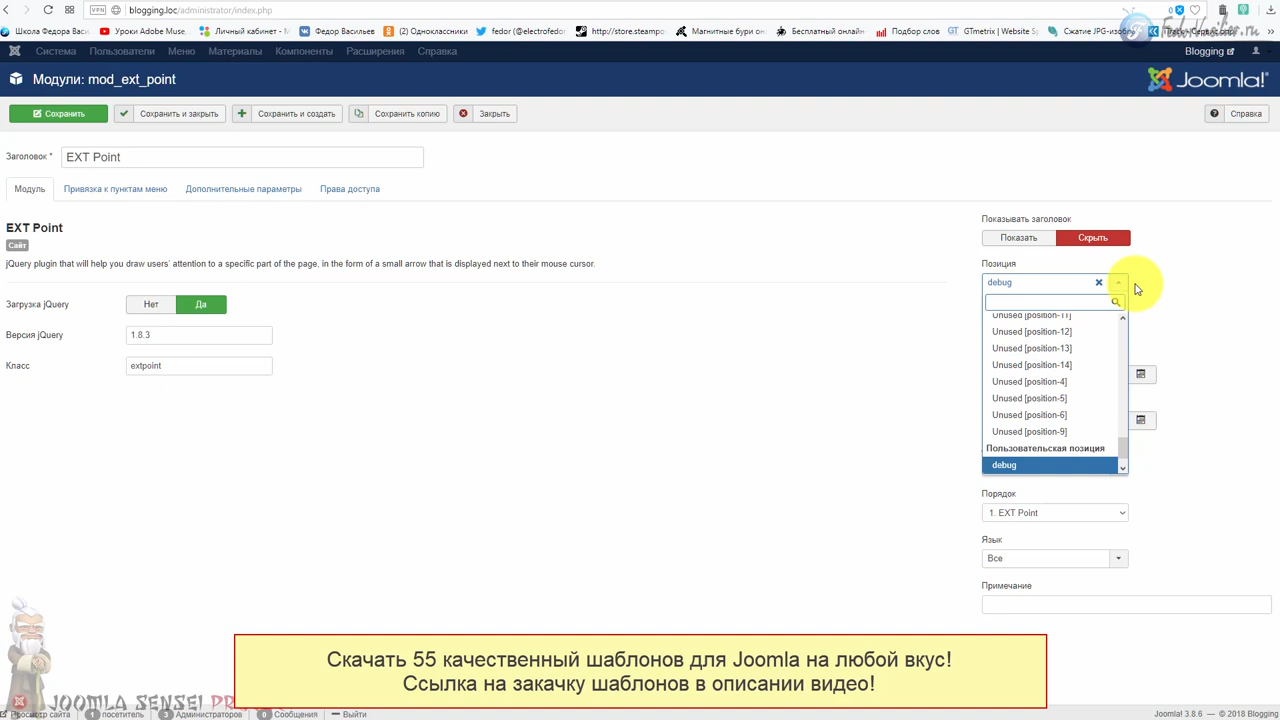 blogging.loc/administrator/index.php
VPN
0
Школа Федора Васи
Уроки Adobe Muse.
Личный кабинет -
Федор Васильев
(2) Одноклассники
fedor (@electrofedo
http://store.steampo
Магнитные бури он
Бесплатный онлайн
Подбор слов
GTmetrix | Website S
Сжатие JPG-изобр
Система Пользователи Меню Материалы Компоненты Расширения Справка
Blogging
Модули: mod_ext_point
Joomla!
Сохранить
Сохранить и закрыть
Сохранить и создать
Сохранить копию
Закрыть
Справка
Заголовок *
EXT Point
Модуль
Привязка к пунктам меню
Дополнительные параметры
Права доступа
EXT Point
Сайт
jQuery plugin that will help you draw users' attention to a specific part of the page, in the form of a small arrow that is displayed next to their mouse cursor.
Загрузка jQuery
Нет
Да
Версия jQuery
1.8.3
Класс
extpoint
Показывать заголовок
Показать
Скрыть
Позиция
debug
Unused [position-11]
Unused [position-12]
Unused [position-13]
Unused [position-14]
Unused [position-4]
Unused [position-5]
Unused [position-6]
Unused [position-9]
Пользовательская позиция
debug
Порядок
1. EXT Point
Язык
Все
Примечание
Скачать 55 качественный шаблонов для Joomla на любой вкус!
Ссылка на закачку шаблонов в описании видео!
JOOMLA SENSEI PR
Просмотр сайта
1 посетитель
3 Администраторов
0 Сообщения
Выйти
Joomla! 3.8.6 — © 2018 Blogging